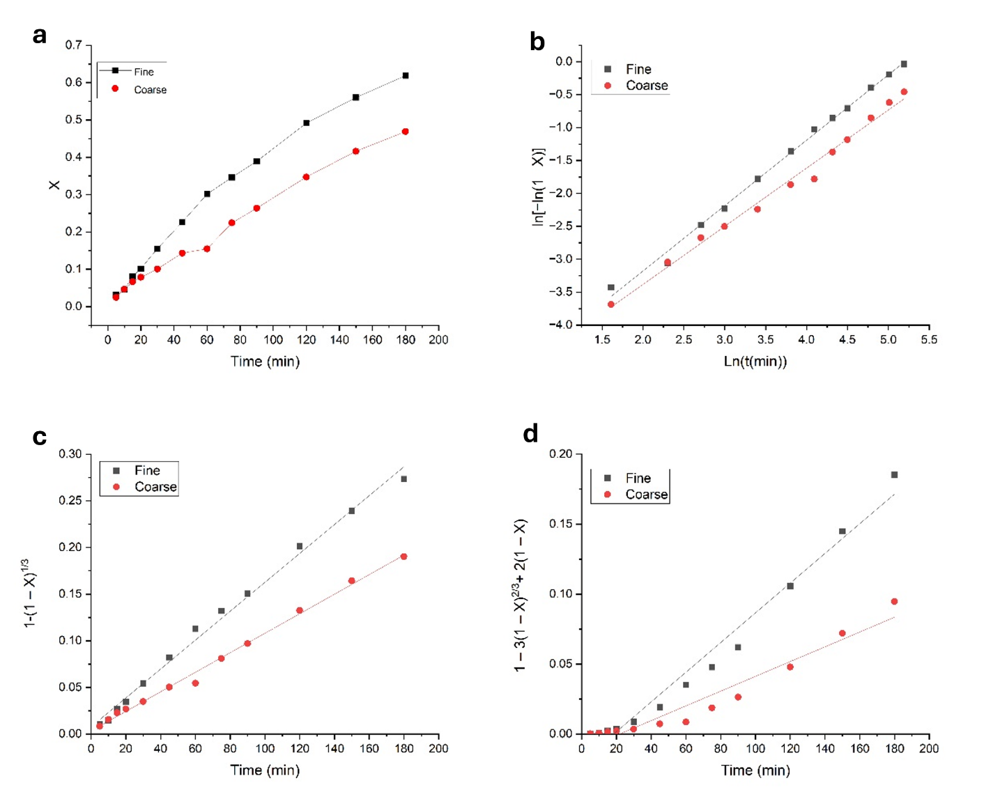 a
0.7
0.6
0.5
0.4
0.3
0.2
0.1
0.0
X
Fine
Coarse
0 20 40 60 80 100 120 140 160 180 200
Time (min)
b
0.0
−0.5
−1.0
−1.5
−2.0
−2.5
−3.0
−3.5
−4.0
ln[−ln(1 X)]
Fine
Coarse
1.5 2.0 2.5 3.0 3.5 4.0 4.5 5.0 5.5
Ln(t(min))
c
0.30
0.25
0.20
0.15
0.10
0.05
0.00
1-(1 − X)1/3
Fine
Coarse
0 20 40 60 80 100 120 140 160 180 200
Time (min)
d
0.20
0.15
0.10
0.05
0.00
1 − 3(1 − X)2/3+ 2(1 − X)
Fine
Coarse
0 20 40 60 80 100 120 140 160 180 200
Time (min)